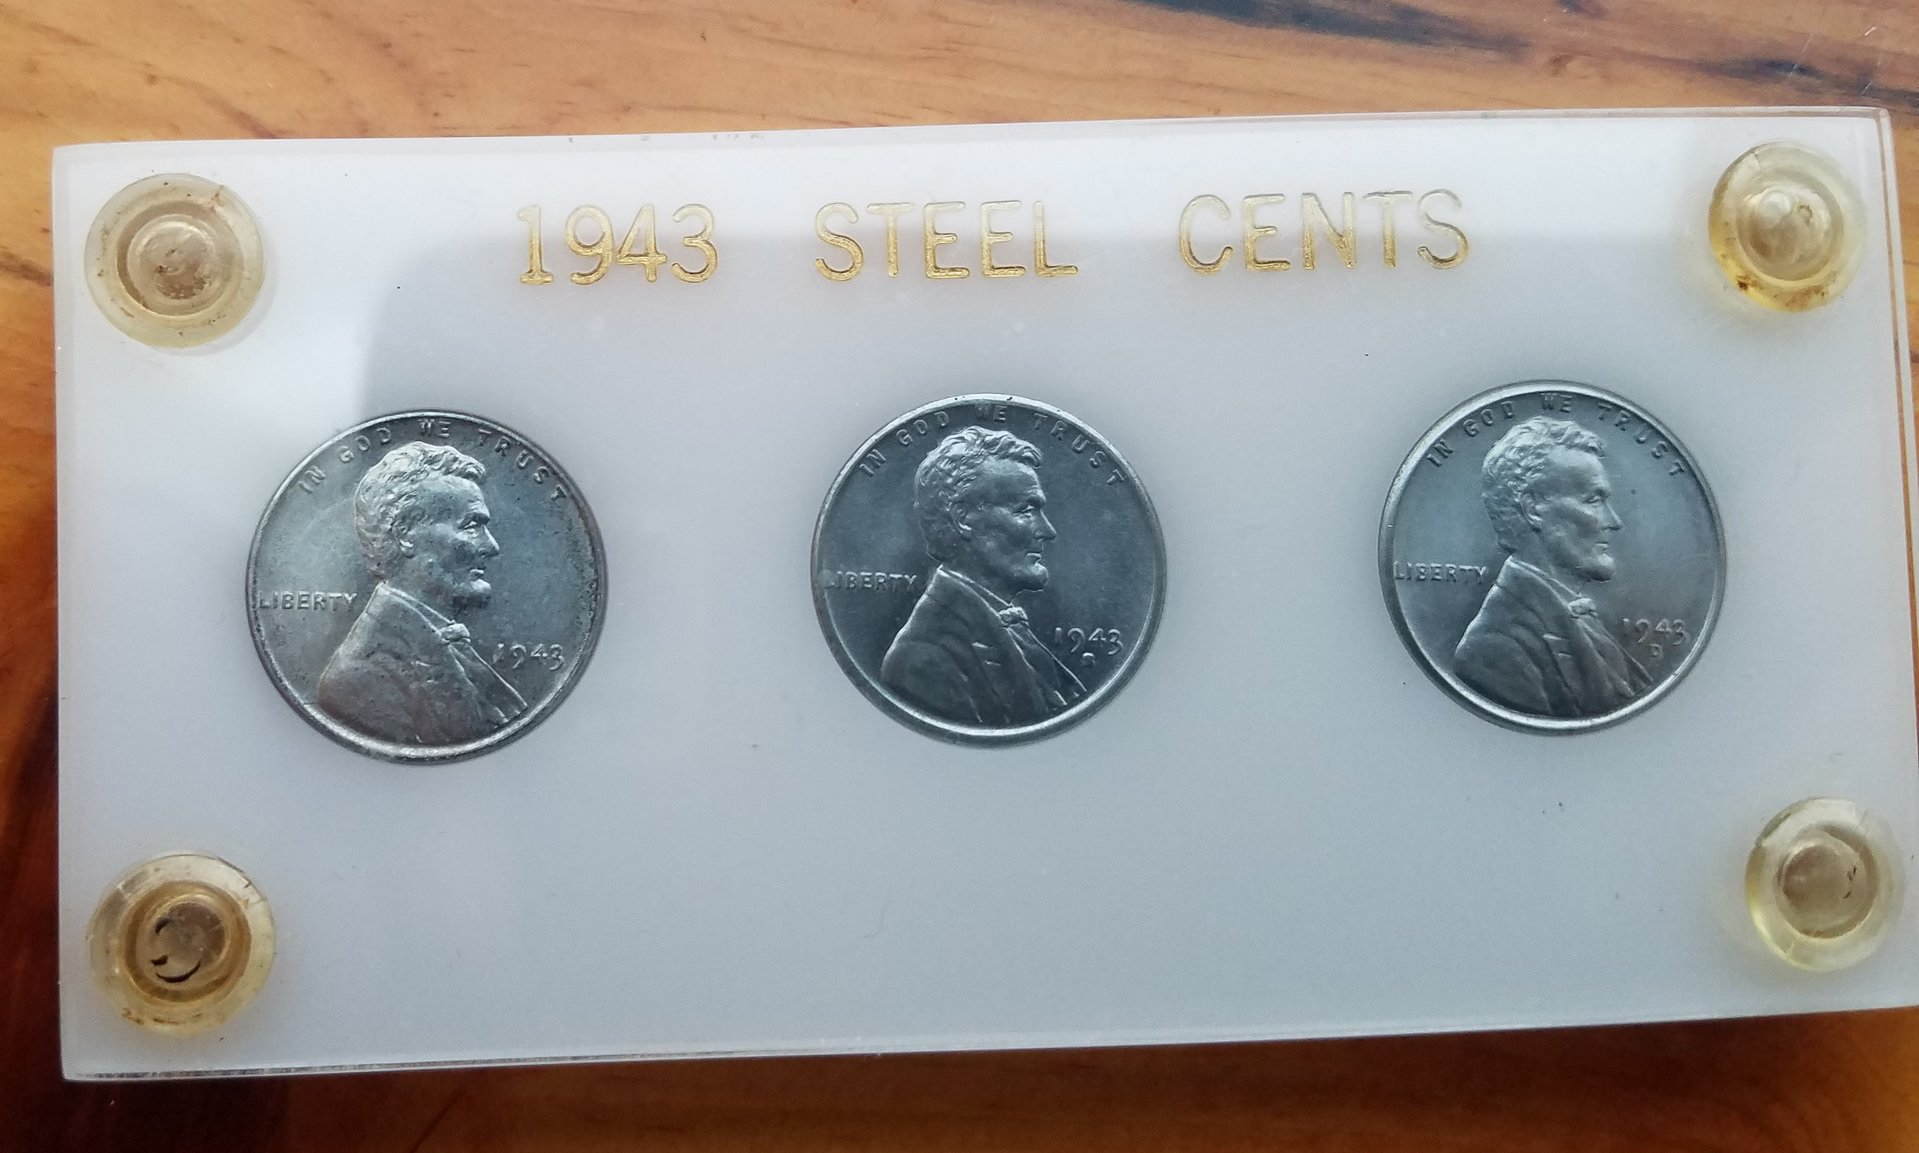 1943 STEEL CENTS
IN GOD WE TRUST
LIBERTY
1943
IN GOD WE TRUST
LIBERTY
1943
IN GOD WE TRUST
LIBERTY
1943
D